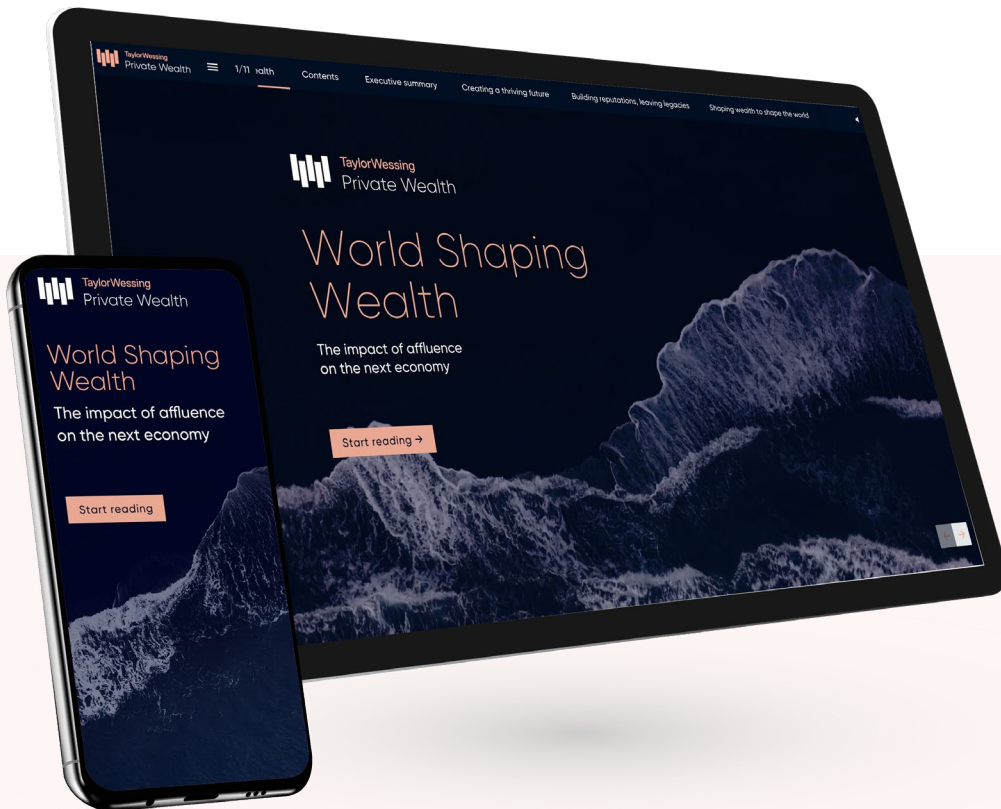 TaylorWessing
Private Wealth
1/11 ealth Contents Executive summary Creating a thriving future Building reputations, leaving legacies Shaping wealth to shape the world
TaylorWessing
Private Wealth
World Shaping
Wealth
The impact of affluence
on the next economy
Start reading →
TaylorWessing
Private Wealth
World Shaping
Wealth
The impact of affluence
on the next economy
Start reading